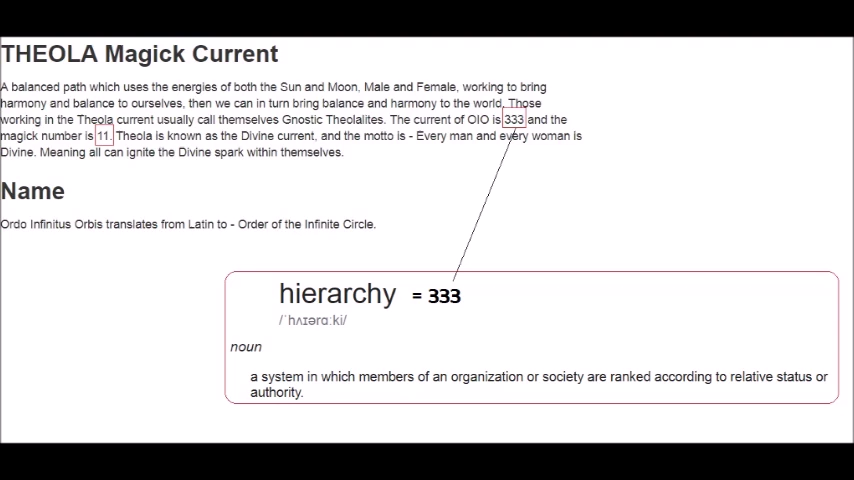 THEOLA Magick Current
A balanced path which uses the energies of both the Sun and Moon, Male and Female, working to bring
harmony and balance to ourselves, then we can in turn bring balance and harmony to the world. Those
working in the Theola current usually call themselves Gnostic Theolalites. The current of OIO is 333 and the
magick number is 11. Theola is known as the Divine current, and the motto is - Every man and every woman is
Divine. Meaning all can ignite the Divine spark within themselves.
Name
Ordo Infinitus Orbis translates from Latin to - Order of the Infinite Circle.
hierarchy = 333
/ˈhʌɪərɑːki/
noun
a system in which members of an organization or society are ranked according to relative status or
authority.